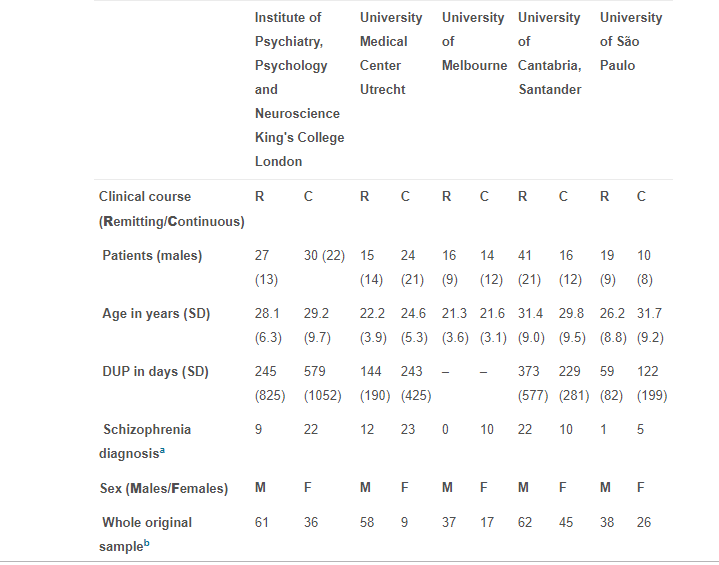 Institute of Psychiatry, Psychology and Neuroscience King's College London University Medical Center Utrecht University of Melbourne University of Cantabria, Santander University of São Paulo
Clinical course R C R C R C R C R C
(Remitting/Continuous)
Patients (males) 27 30 (22) 15 24 16 14 41 16 19 10
(13) (14) (21) (9) (12) (21) (12) (9) (8)
Age in years (SD) 28.1 29.2 22.2 24.6 21.3 21.6 31.4 29.8 26.2 31.7
(6.3) (9.7) (3.9) (5.3) (3.6) (3.1) (9.0) (9.5) (8.8) (9.2)
DUP in days (SD) 245 579 144 243 – – 373 229 59 122
(825) (1052) (190) (425) (577) (281) (82) (199)
Schizophrenia 9 22 12 23 0 10 22 10 1 5
diagnosisᵃ
Sex (Males/Females) M F M F M F M F M F
Whole original 61 36 58 9 37 17 62 45 38 26
sampleᵇ